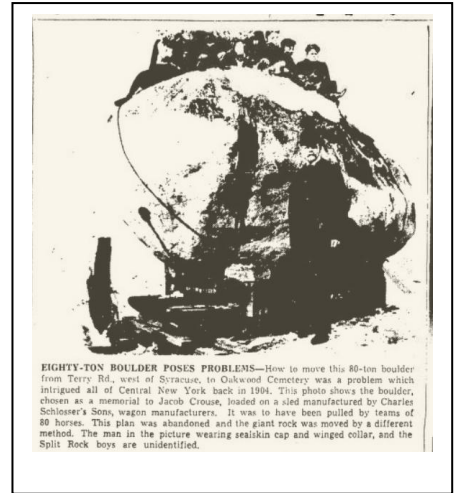 EIGHTY-TON BOULDER POSES PROBLEMS—How to move this 80-ton boulder
from Terry Rd., west of Syracuse, to Oakwood Cemetery was a problem which
intrigued all of Central New York back in 1904. This photo shows the boulder,
chosen as a memorial to Jacob Crouse, loaded on a sled manufactured by Charles
Schlosser's Sons, wagon manufacturers. It was to have been pulled by teams of
80 horses. This plan was abandoned and the giant rock was moved by a different
method. The man in the picture wearing sealskin cap and winged collar, and the
Split Rock boys are unidentified.